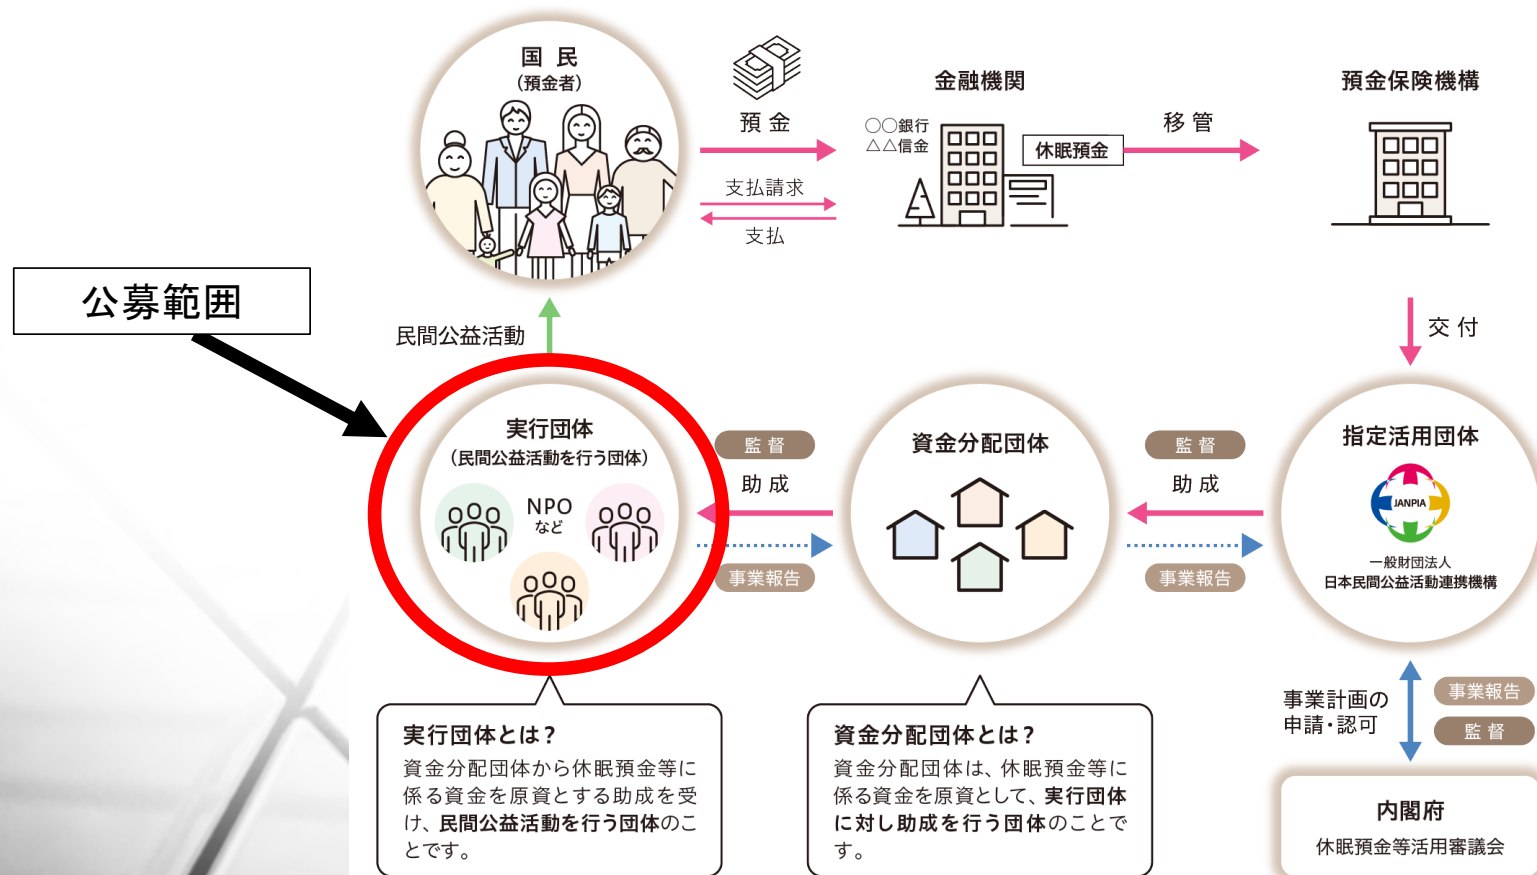 国 民
(預金者)
預 金
支払請求
支払
金融機関
〇〇銀行
△△信金
休眠預金
移 管
預金保険機構
交 付
公募範囲
民間公益活動
実行団体
(民間公益活動を行う団体)
NPO
など
監 督
助 成
事業報告
資金分配団体
監 督
助 成
事業報告
指定活用団体
JANPIA
一般財団法人
日本民間公益活動連携機構
事業計画の
申請・認可
事業報告
監 督
内閣府
休眠預金等活用審議会
実行団体とは？
資金分配団体から休眠預金等に
係る資金を原資とする助成を受
け、民間公益活動を行う団体のこ
とです。
資金分配団体とは？
資金分配団体は、休眠預金等に
係る資金を原資として、実行団体
に対し助成を行う団体のことで
す。